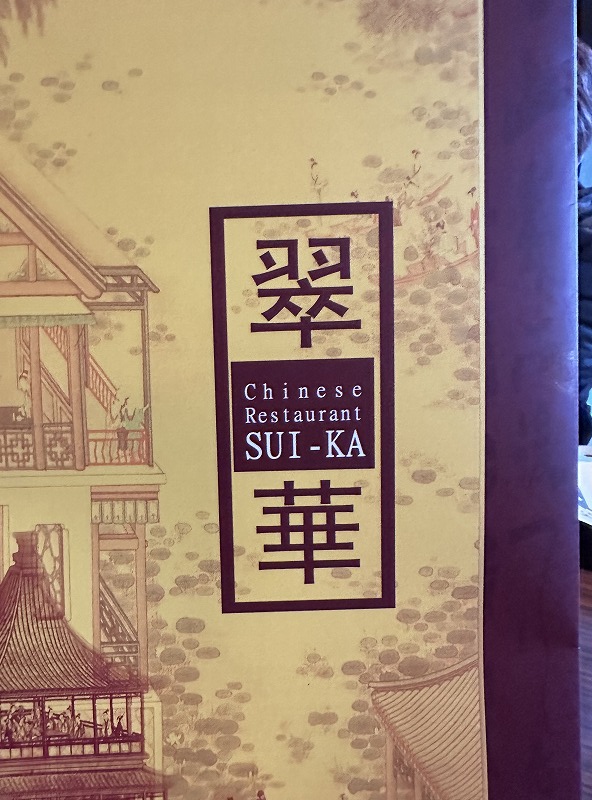 翠
Chinese
Restaurant
SUI-KA
華